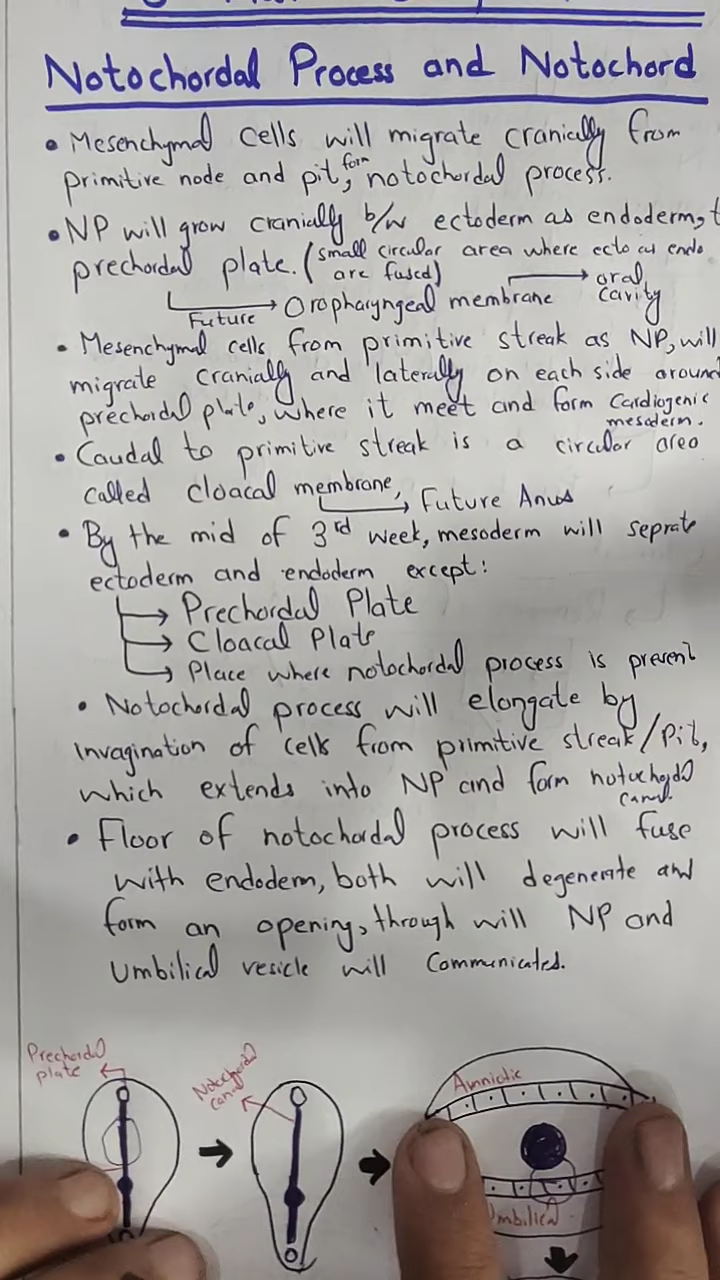 Notochordal Process and Notochord
• Mesenchymal cells will migrate cranially from
primitive node and pit, form notochordal process.
• NP will grow cranially b/w ectoderm as endoderm, t
prechordal plate. (small circular area where ecto as endo
are fused)
Future → Oropharyngeal membrane → oral cavity
• Mesenchymal cells from primitive streak as NP, will
migrate cranially and laterally on each side around
prechordal plate, where it meet and form Cardiogenic
mesoderm.
• Caudal to primitive streak is a circular area
called cloacal membrane, → Future Anus
• By the mid of 3rd week, mesoderm will seprate
ectoderm and endoderm except:
→ Prechordal Plate
→ Cloacal Plate
→ Place where notochordal process is present
• Notochordal process will elongate by
invagination of cells from primitive streak/Pit,
which extends into NP and form notochordal
canal.
• Floor of notochordal process will fuse
with endoderm, both will degenerate and
form an opening, through will NP and
Umbilical vesicle will Communicated.
Prechordal
plate
Notochordal
canal
Amniotic
Umbilical